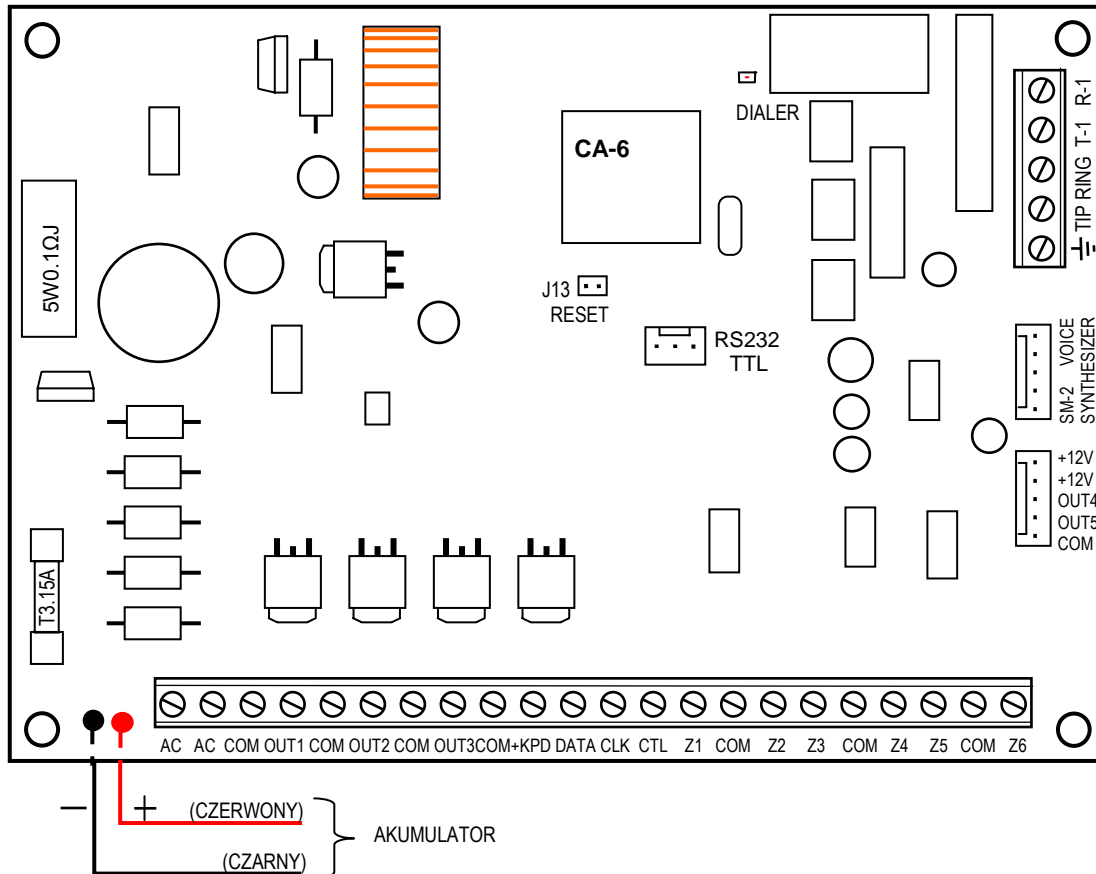 DIALER
CA-6
R-1
T-1
RING
TIP
5W0.1ΩJ
J13
RESET
RS232
TTL
SM-2 VOICE
SYNTHESIZER
+12V
+12V
OUT4
OUT5
COM
T3.15A
AC AC COM OUT1 COM OUT2 COM OUT3 COM +KPD DATA CLK CTL Z1 COM Z2 Z3 COM Z4 Z5 COM Z6
− + (CZERWONY)
AKUMULATOR
(CZARNY)